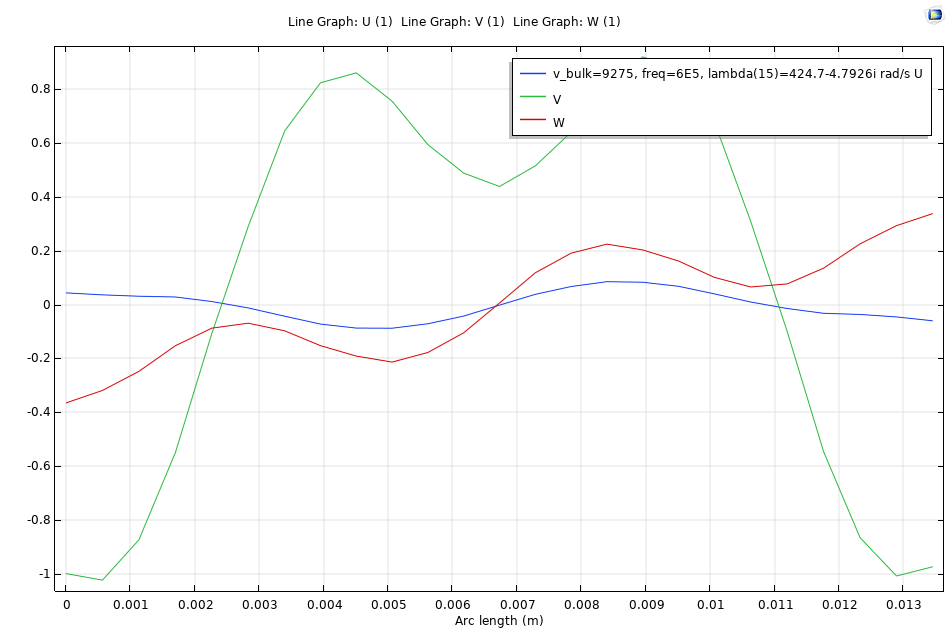 Line Graph: U (1)  Line Graph: V (1)  Line Graph: W (1)
v_bulk=9275, freq=6E5, lambda(15)=424.7-4.7926i rad/s U
V
W
0.8
0.6
0.4
0.2
0
-0.2
-0.4
-0.6
-0.8
-1
0 0.001 0.002 0.003 0.004 0.005 0.006 0.007 0.008 0.009 0.01 0.011 0.012 0.013
Arc length (m)